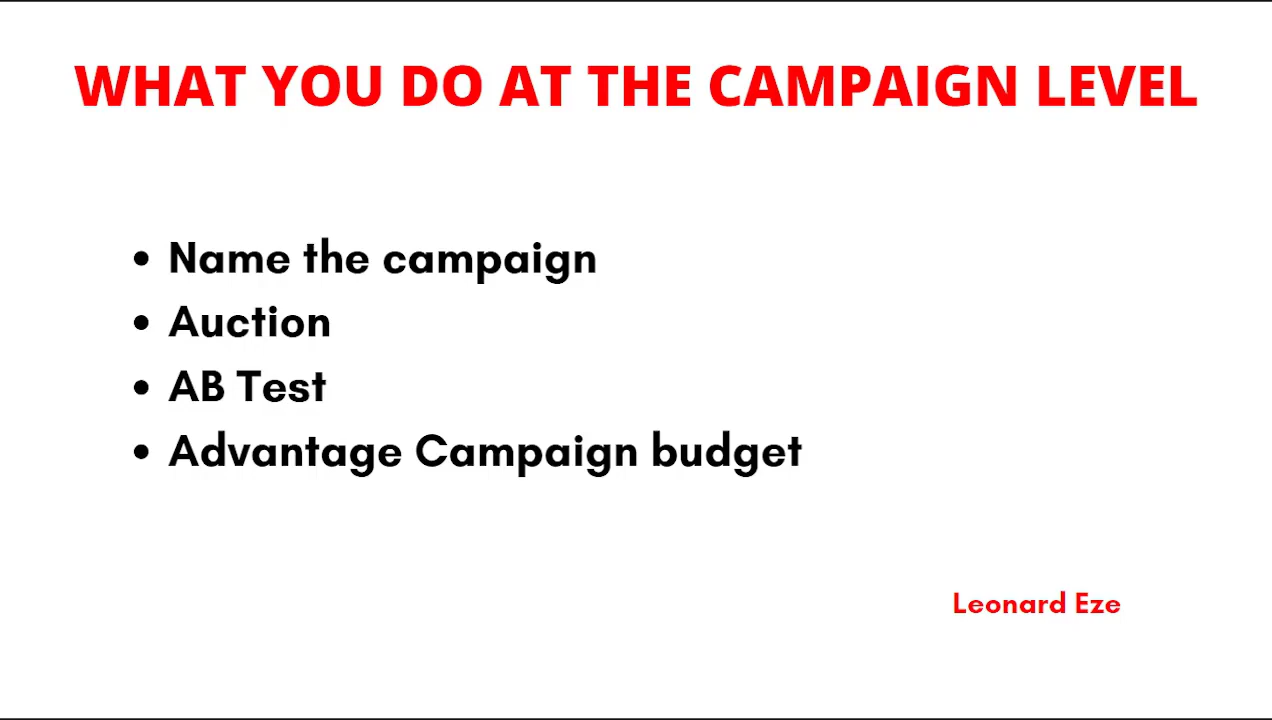 WHAT YOU DO AT THE CAMPAIGN LEVEL
• Name the campaign
• Auction
• AB Test
• Advantage Campaign budget
Leonard Eze